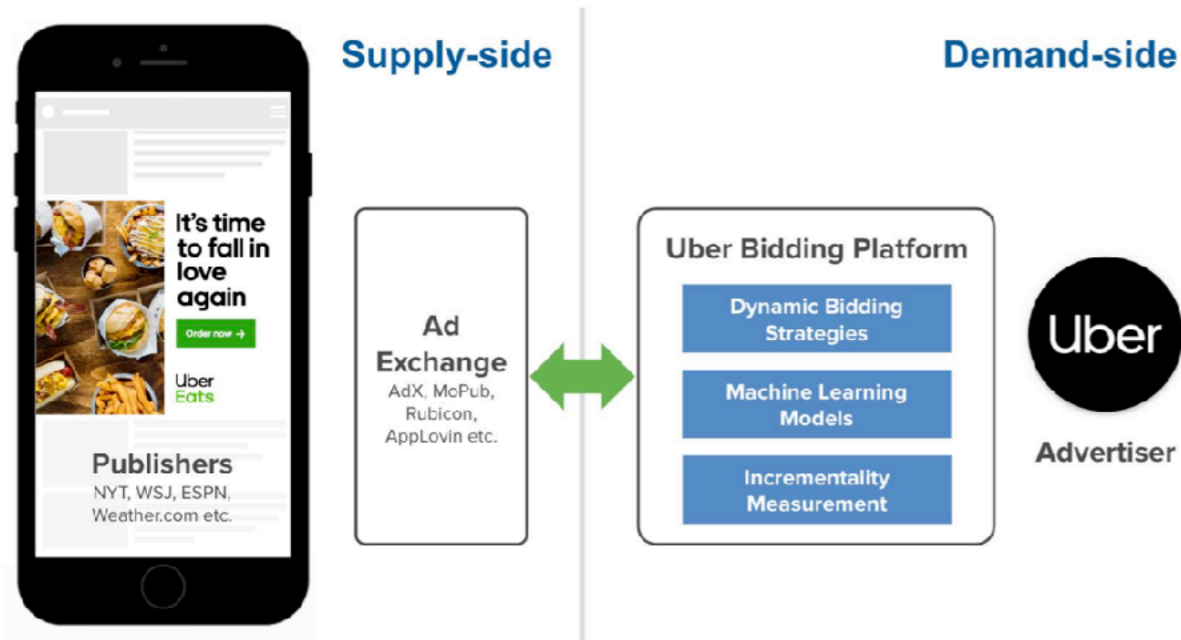 Supply-side
Demand-side
It's time
to fall in
love
again
Order now →
Uber
Eats
Publishers
NYT, WSJ, ESPN,
Weather.com etc.
Ad
Exchange
AdX, MoPub,
Rubicon,
AppLovin etc.
Uber Bidding Platform
Dynamic Bidding
Strategies
Machine Learning
Models
Incrementality
Measurement
Uber
Advertiser